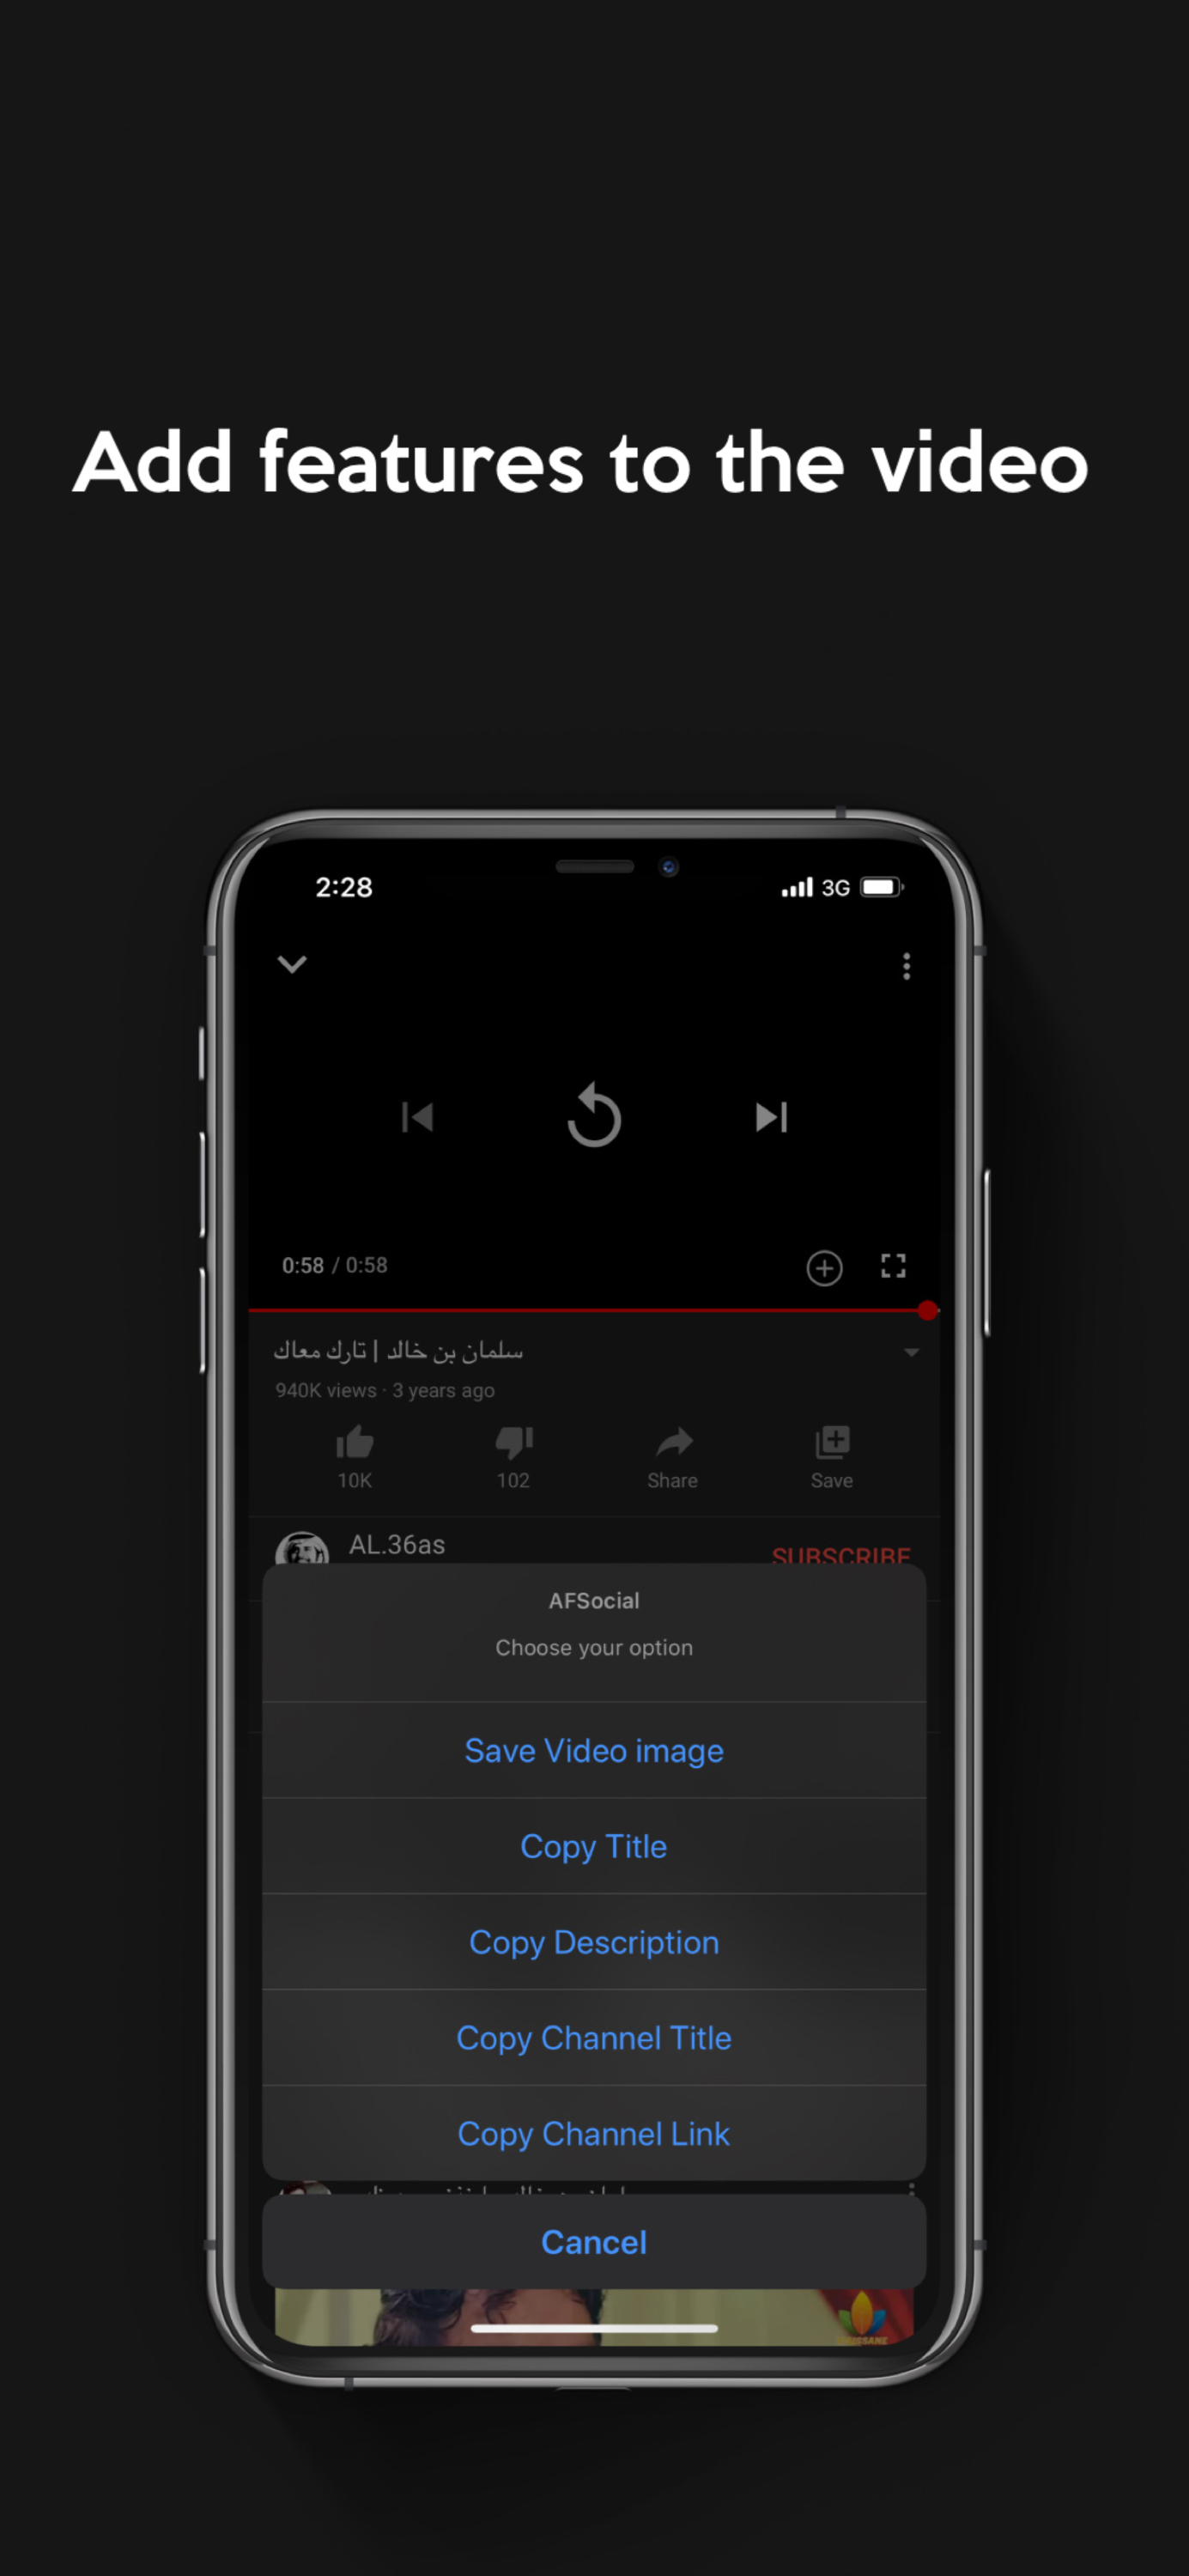 Add features to the video
2:28
3G
0:58 / 0:58
سلمان بن خالد | تارك معاك
940K views · 3 years ago
10K
102
Share
Save
AL.36as
SUBSCRIBE
AFSocial
Choose your option
Save Video image
Copy Title
Copy Description
Copy Channel Title
Copy Channel Link
Cancel